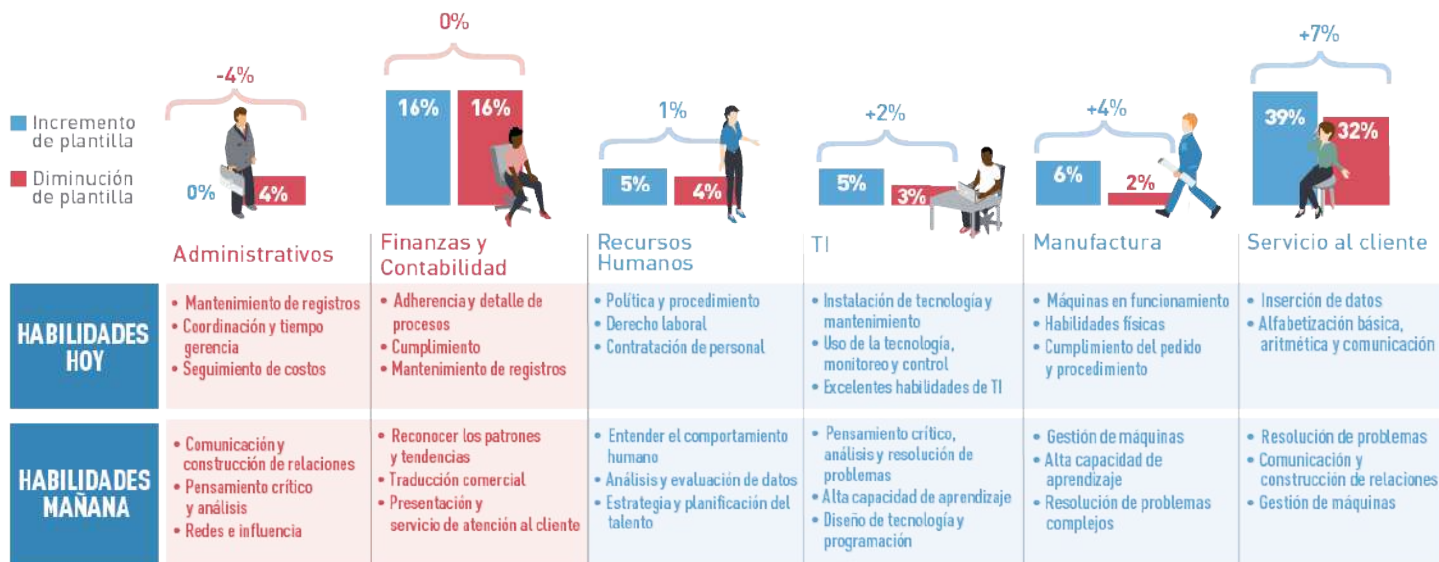 Incremento
de plantilla
Diminución
de plantilla
-4%
0%
4%
Administrativos
0%
16%
16%
Finanzas y
Contabilidad
1%
5%
4%
Recursos
Humanos
+2%
5%
3%
TI
+4%
6%
2%
Manufactura
+7%
39%
32%
Servicio al cliente
HABILIDADES
HOY
• Mantenimiento de registros
• Coordinación y tiempo
gerencia
• Seguimiento de costos
• Adherencia y detalle de
procesos
• Cumplimiento
• Mantenimiento de registros
• Política y procedimiento
• Derecho laboral
• Contratación de personal
• Instalación de tecnología y
mantenimiento
• Uso de la tecnología,
monitoreo y control
• Excelentes habilidades de TI
• Máquinas en funcionamiento
• Habilidades físicas
• Cumplimiento del pedido
y procedimiento
• Inserción de datos
• Alfabetización básica,
aritmética y comunicación
HABILIDADES
MAÑANA
• Comunicación y
construcción de relaciones
• Pensamiento crítico
y análisis
• Redes e influencia
• Reconocer los patrones
y tendencias
• Traducción comercial
• Presentación y
servicio de atención al cliente
• Entender el comportamiento
humano
• Análisis y evaluación de datos
• Estrategia y planificación del
talento
• Pensamiento crítico,
análisis y resolución de
problemas
• Alta capacidad de aprendizaje
• Diseño de tecnología y
programación
• Gestión de máquinas
• Alta capacidad de
aprendizaje
• Resolución de problemas
complejos
• Resolución de problemas
• Comunicación y
construcción de relaciones
• Gestión de máquinas